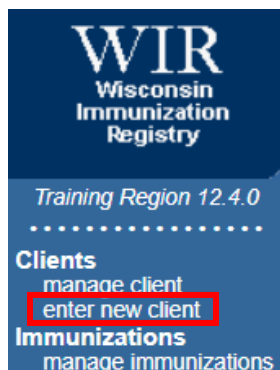 WIR
Wisconsin
Immunization
Registry
Training Region 12.4.0
Clients
manage client
enter new client
Immunizations
manage immunizations